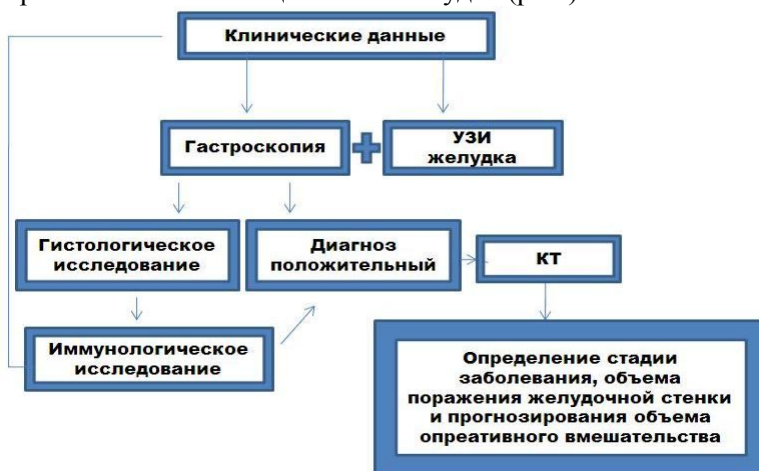 Клинические данные
Гастроскопия
УЗИ
желудка
Гистологическое
исследование
Диагноз
положительный
КТ
Иммунологическое
исследование
Определение стадии
заболевания, объема
поражения желудочной стенки
и прогнозирования объема
опреативного вмешательства